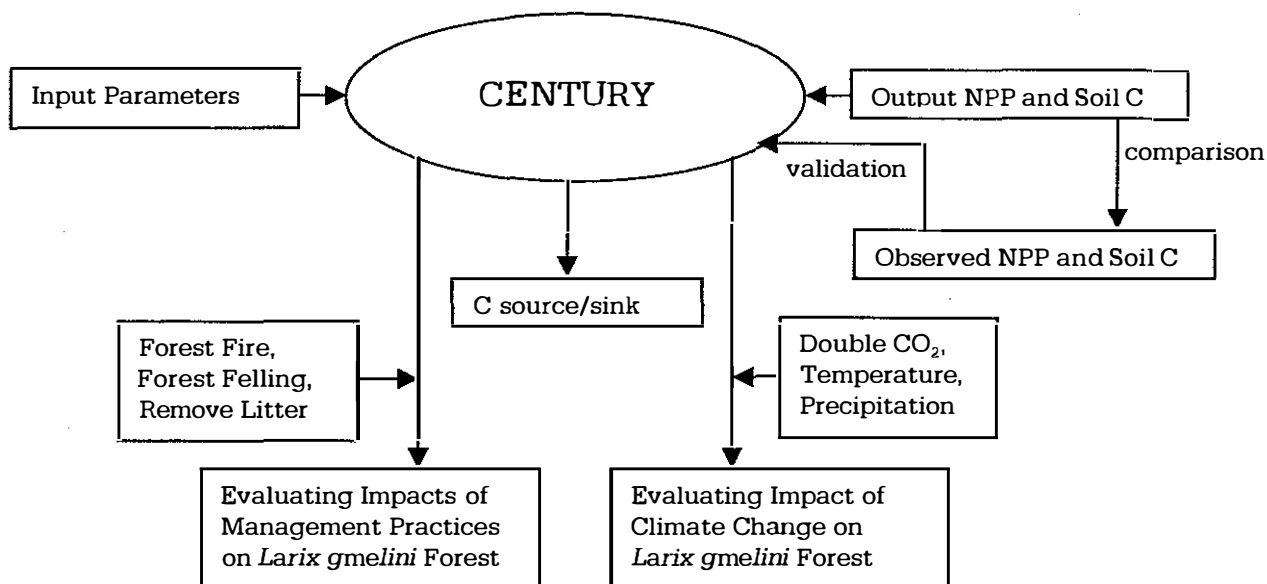 CENTURY
Input Parameters
Output NPP and Soil C
comparison
validation
Observed NPP and Soil C
C source/sink
Forest Fire,
Forest Felling,
Remove Litter
Double CO₂,
Temperature,
Precipitation
Evaluating Impacts of
Management Practices
on Larix gmelini Forest
Evaluating Impact of
Climate Change on
Larix gmelini Forest